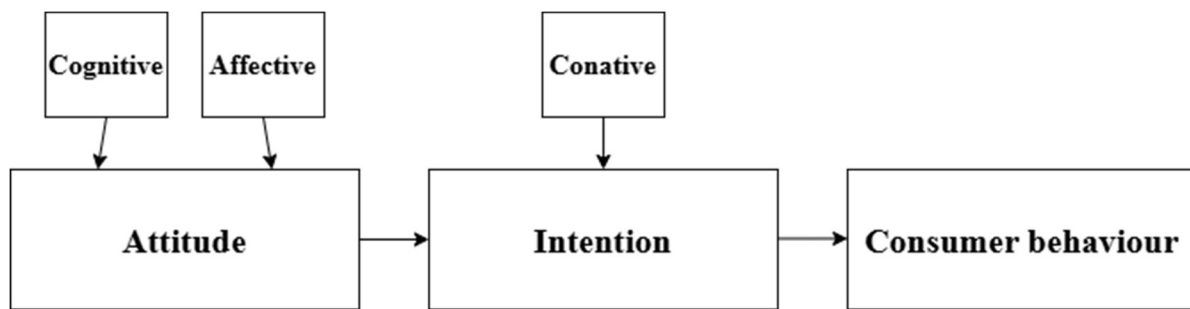 Cognitive
Affective
Conative
Attitude
Intention
Consumer behaviour